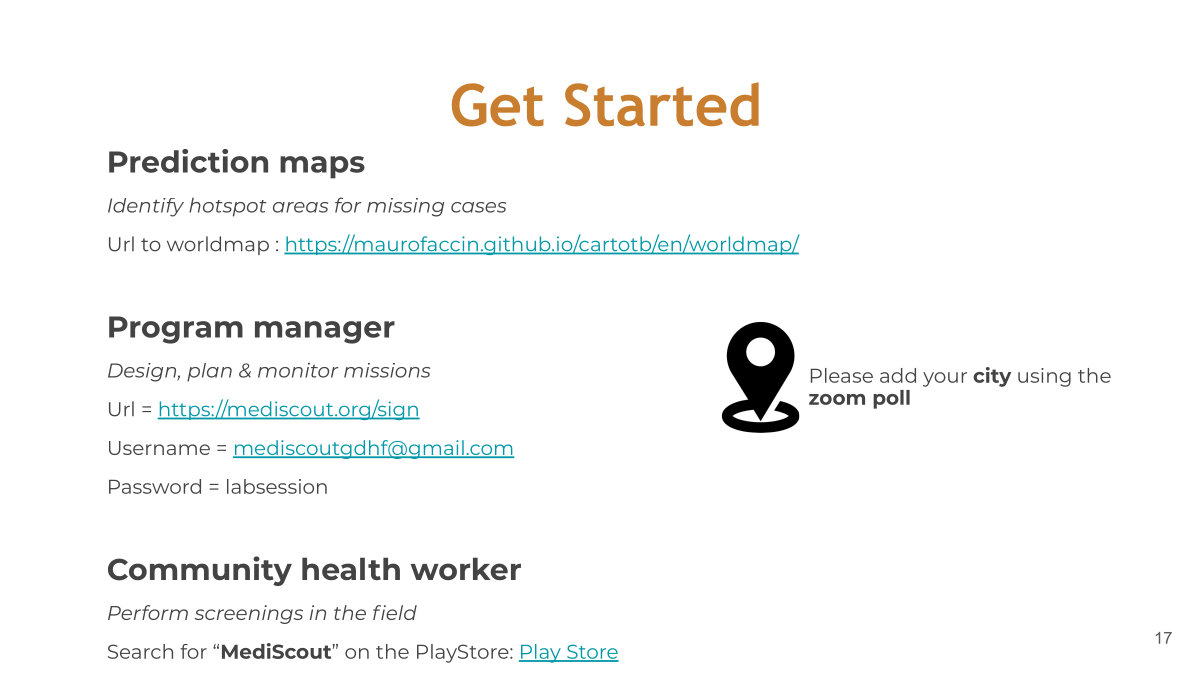 Get Started
Prediction maps
Identify hotspot areas for missing cases
Url to worldmap : https://maurofaccin.github.io/cartotb/en/worldmap/
Program manager
Design, plan & monitor missions
Url = https://mediscout.org/sign
Username = mediscoutgdhf@gmail.com
Password = labsession
Please add your city using the
zoom poll
Community health worker
Perform screenings in the field
Search for “MediScout” on the PlayStore: Play Store
17